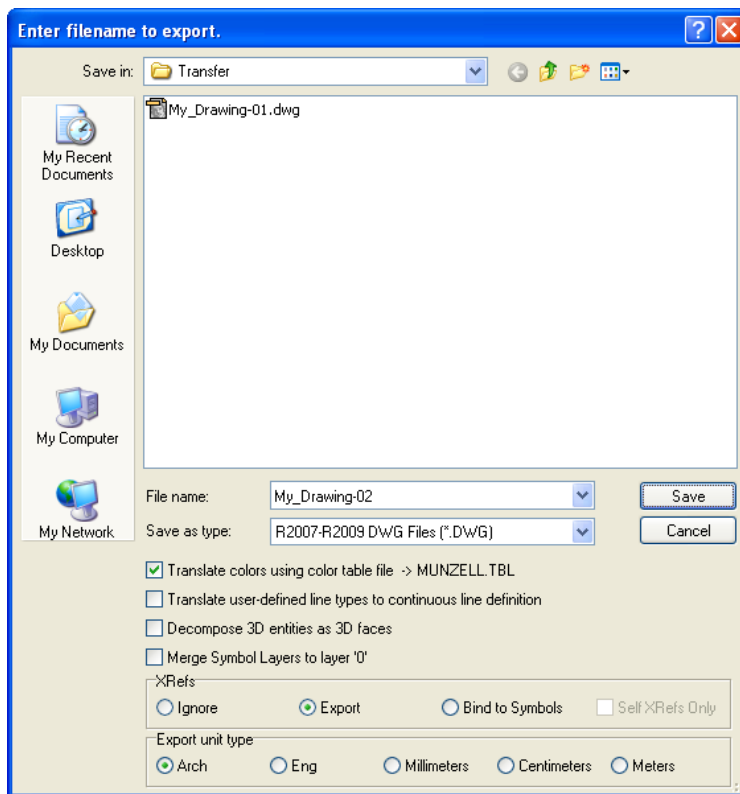 Enter filename to export.
Save in: Transfer
My_Drawing-01.dwg
My Recent
Documents
Desktop
My Documents
My Computer
My Network
File name: My_Drawing-02 Save
Save as type: R2007-R2009 DWG Files (*.DWG) Cancel
Translate colors using color table file -> MUNZELL.TBL
Translate user-defined line types to continuous line definition
Decompose 3D entities as 3D faces
Merge Symbol Layers to layer '0'
XRefs
Ignore Export Bind to Symbols Self XRefs Only
Export unit type
Arch Eng Millimeters Centimeters Meters